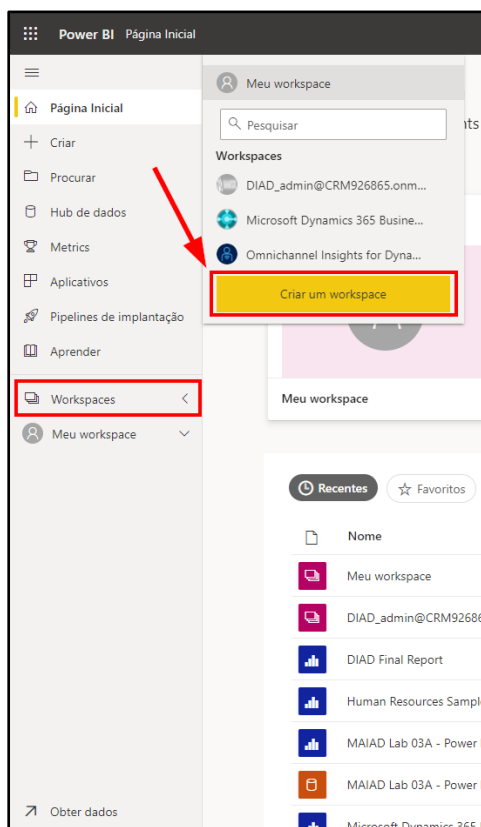 Power BI Página Inicial
Página Inicial
Criar
Procurar
Hub de dados
Metrics
Aplicativos
Pipelines de implantação
Aprender
Workspaces
Meu workspace
Obter dados
Meu workspace
Pesquisar
Workspaces
DIAD_admin@CRM926865.onm...
Microsoft Dynamics 365 Busine...
Omnichannel Insights for Dyna...
Criar um workspace
nts
Meu workspace
Recentes Favoritos
Nome
Meu workspace
DIAD_admin@CRM92686
DIAD Final Report
Human Resources Sampl
MAIAD Lab 03A - Power
MAIAD Lab 03A - Power
Microsoft Dynamics 365